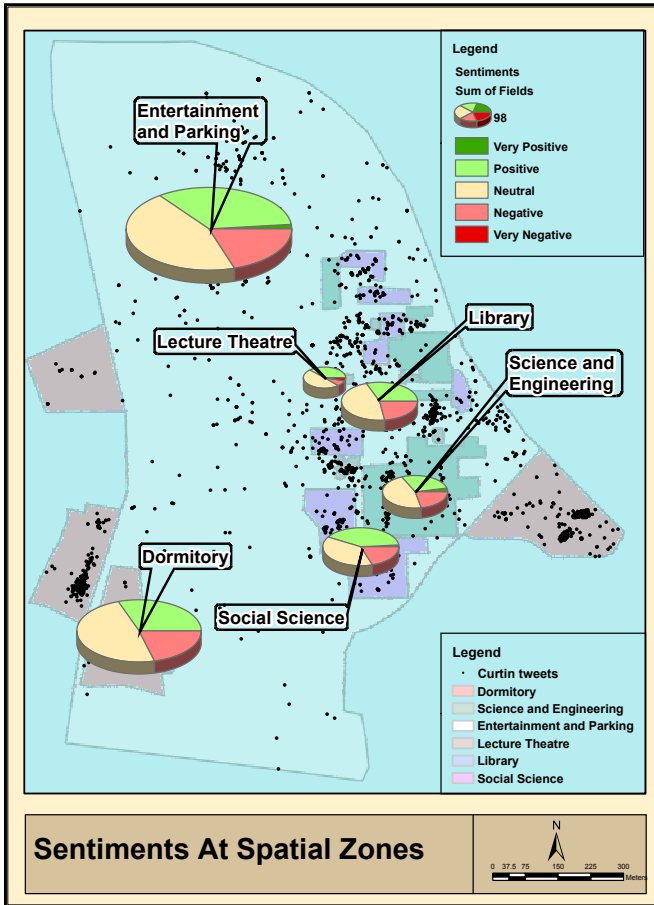 Legend
Sentiments
Sum of Fields
98
Very Positive
Positive
Neutral
Negative
Very Negative
Entertainment
and Parking
Lecture Theatre
Library
Science and
Engineering
Dormitory
Social Science
Legend
Curtin tweets
Dormitory
Science and Engineering
Entertainment and Parking
Lecture Theatre
Library
Social Science
Sentiments At Spatial Zones
N
0 37.5 75 150 225 300
Meters